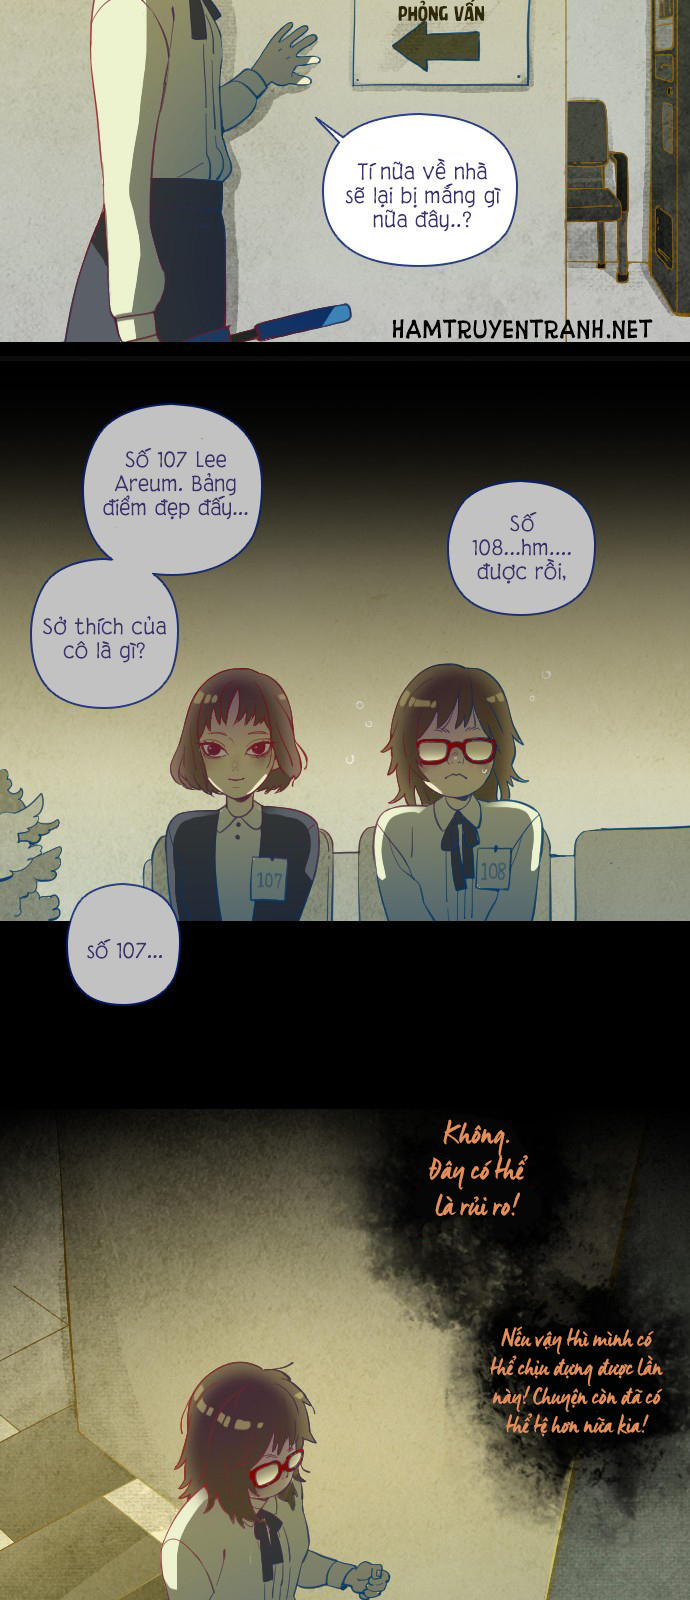 PHỎNG VẤN
Tí nữa về nhà
sẽ lại bị mắng gì
nữa đây..?
HAMTRUYENTRANH.NET
Số 107 Lee
Areum. Bảng
điểm đẹp đấy...
Số
108...hm....
được rồi,
Sở thích của
cô là gì?
107
108
số 107...
Không.
Đây có thể
là rủi ro!
Nếu vậy thì mình có
thể chịu đựng được lần
này! Chuyện còn đã có
thể tệ hơn nữa kia!